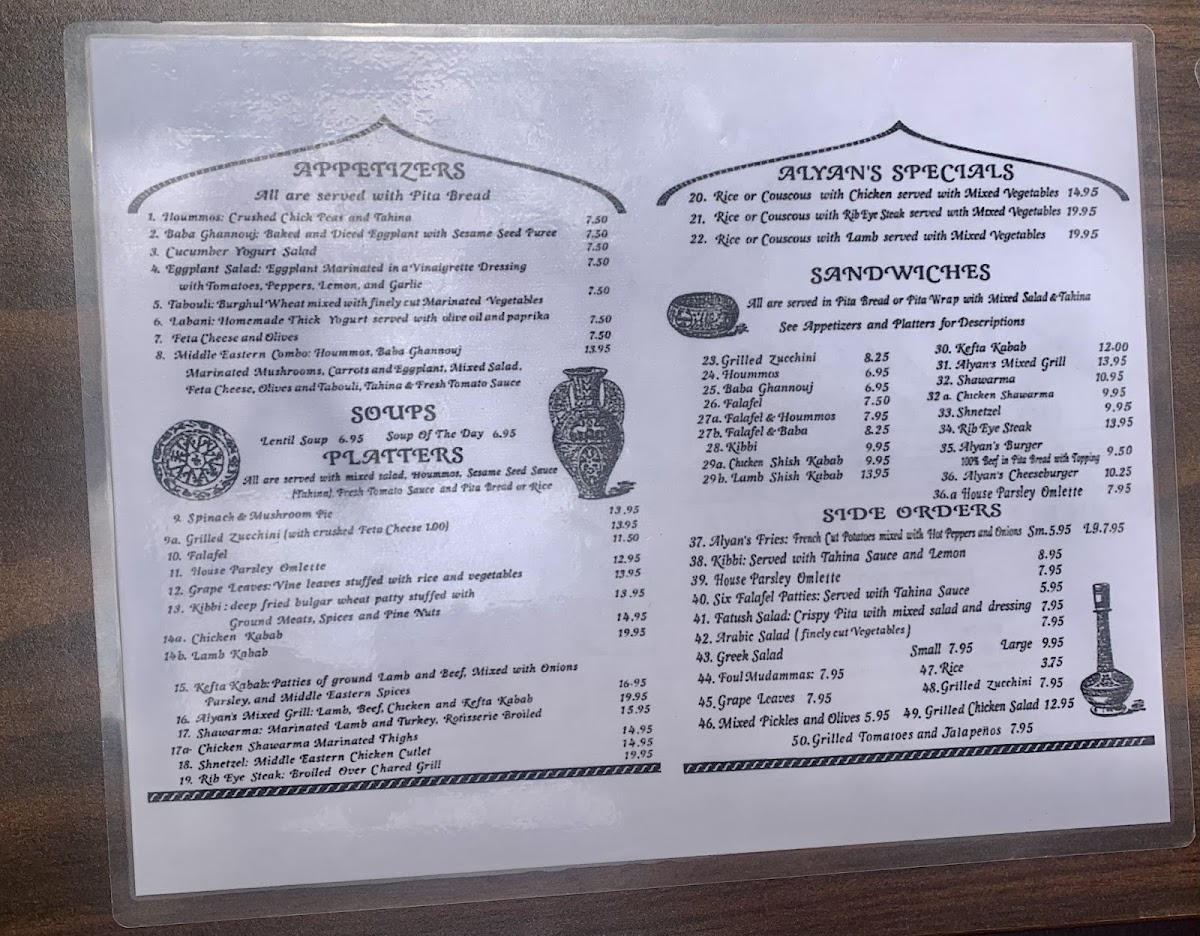 APPETIZERS
All are served with Pita Bread
1. Hoummos: Crushed Chick Peas and Tahina 7.50
2. Baba Ghannouj: Baked and Diced Eggplant with Sesame Seed Puree 7.50
3. Cucumber Yogurt Salad 7.50
4. Eggplant Salad: Eggplant Marinated in a Vinaigrette Dressing 7.50
with Tomatoes, Peppers, Lemon, and Garlic
5. Tabouli: Burghul Wheat mixed with finely cut Marinated Vegetables 7.50
6. Labani: Homemade Thick Yogurt served with olive oil and paprika 7.50
7. Feta Cheese and Olives 7.50
8. Middle Eastern Combo: Hoummos, Baba Ghannouj 13.95
Marinated Mushrooms, Carrots and Eggplant, Mixed Salad,
Feta Cheese, Olives and Tabouli, Tahina & Fresh Tomato Sauce
SOUPS
Lentil Soup 6.95 Soup Of The Day 6.95
PLATTERS
All are served with mixed salad, Hoummos, Sesame Seed Sauce
(Tahina), Fresh Tomato Sauce and Pita Bread or Rice
9. Spinach & Mushroom Pie 13.95
9a. Grilled Zucchini (with crushed Feta Cheese 1.00) 13.95
10. Falafel 11.50
11. House Parsley Omlette 12.95
12. Grape Leaves: Vine leaves stuffed with rice and vegetables 13.95
13. Kibbi: deep fried bulgar wheat patty stuffed with 13.95
Ground Meats, Spices and Pine Nuts
14a. Chicken Kabab 14.95
14b. Lamb Kabab 19.95
15. Kefta Kabab: Patties of ground Lamb and Beef, Mixed with Onions
Parsley, and Middle Eastern Spices 16.95
16. Alyan's Mixed Grill: Lamb, Beef, Chicken and Kefta Kabab 19.95
17. Shawarma: Marinated Lamb and Turkey, Rotisserie Broiled 15.95
17a- Chicken Shawarma Marinated Thighs 14.95
18. Shnetzel: Middle Eastern Chicken Cutlet 14.95
19. Rib Eye Steak: Broiled Over Chared Grill 19.95
ALYAN'S SPECIALS
20. Rice or Couscous with Chicken served with Mixed Vegetables 14.95
21. Rice or Couscous with Rib Eye Steak served with Mixed Vegetables 19.95
22. Rice or Couscous with Lamb served with Mixed Vegetables 19.95
SANDWICHES
All are served in Pita Bread or Pita Wrap with Mixed Salad & Tahina
See Appetizers and Platters for Descriptions
23. Grilled Zucchini 8.25
24. Hoummos 6.95
25. Baba Ghannouj 6.95
26. Falafel 7.50
27a. Falafel & Hoummos 7.95
27b. Falafel & Baba 8.25
28. Kibbi 9.95
29a. Chicken Shish Kabab 9.95
29b. Lamb Shish Kabab 13.95
30. Kefta Kabab 12.00
31. Alyan's Mixed Grill 13.95
32. Shawarma 10.95
32 a. Chicken Shawarma 9.95
33. Shnetzel 9.95
34. Rib Eye Steak 13.95
35. Alyan's Burger 9.50
100% Beef in Pita Bread with Topping
36. Alyan's Cheeseburger 10.25
36.a House Parsley Omlette 7.95
SIDE ORDERS
37. Alyan's Fries: French Cut Potatoes mixed with Hot Peppers and Onions Sm. 5.95 L9.7.95
38. Kibbi: Served with Tahina Sauce and Lemon 8.95
39. House Parsley Omlette 7.95
40. Six Falafel Patties: Served with Tahina Sauce 5.95
41. Fatush Salad: Crispy Pita with mixed salad and dressing 7.95
42. Arabic Salad (finely cut Vegetables) 7.95
43. Greek Salad Small 7.95 Large 9.95
44. Foul Mudammas: 7.95 47. Rice 3.75
45. Grape Leaves 7.95 48. Grilled Zucchini 7.95
46. Mixed Pickles and Olives 5.95 49. Grilled Chicken Salad 12.95
50. Grilled Tomatoes and Jalapeños 7.95